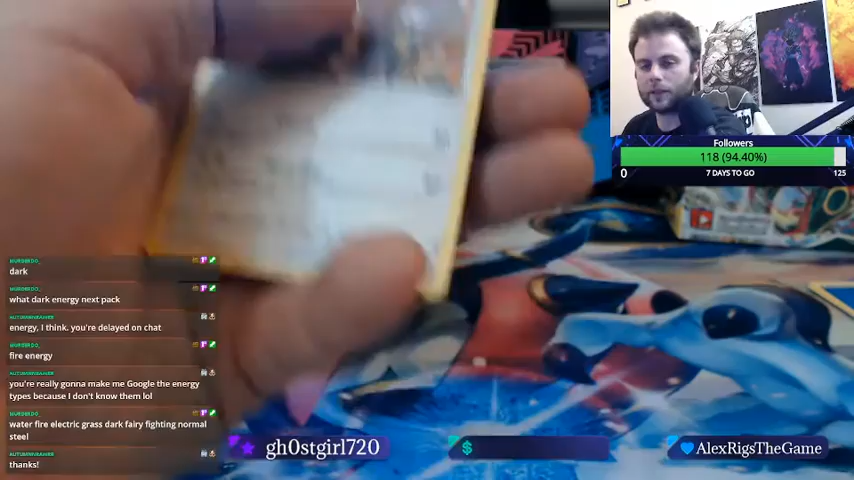 Followers
118 (94.40%)
0 7 DAYS TO GO 125
dark
what dark energy next pack
energy, I think. you're delayed on chat
fire energy
you're really gonna make me Google the energy
types because I don't know them lol
water fire electric grass dark fairy fighting normal
steel
thanks!
gh0stgirl720
$
AlexRigsTheGame